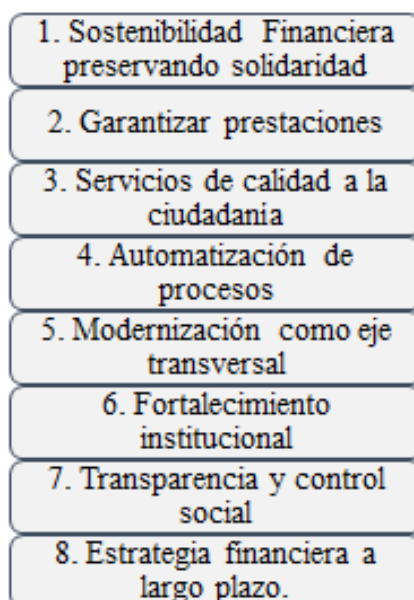 1. Sostenibilidad Financiera
preservando solidaridad
2. Garantizar prestaciones
3. Servicios de calidad a la
ciudadanía
4. Automatización de
procesos
5. Modernización como eje
transversal
6. Fortalecimiento
institucional
7. Transparencia y control
social
8. Estrategia financiera a
largo plazo.